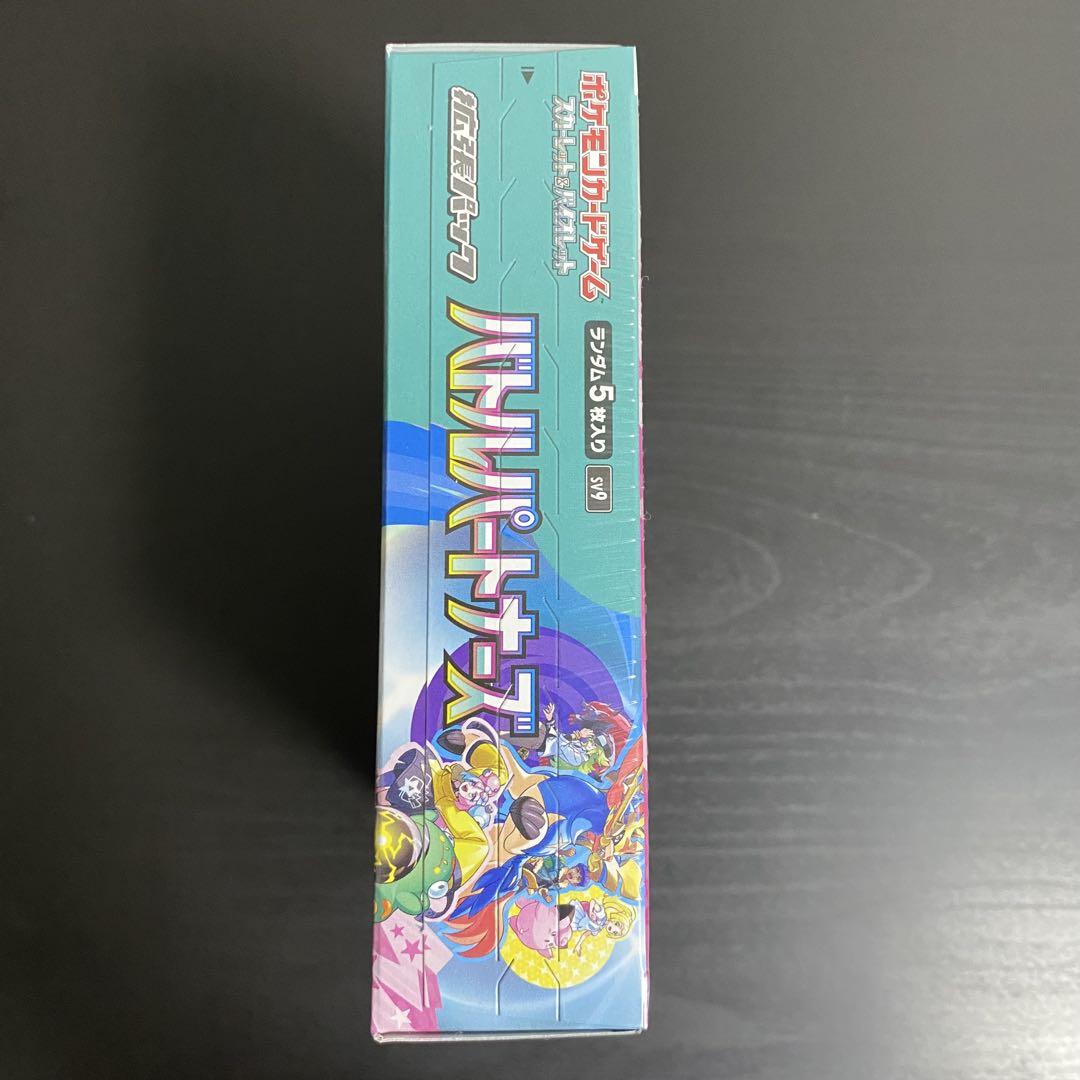 ポケモンカードゲーム
スカーレット&バイオレット
拡張パック
バトルパートナーズ
ランダム5枚入り
SV9